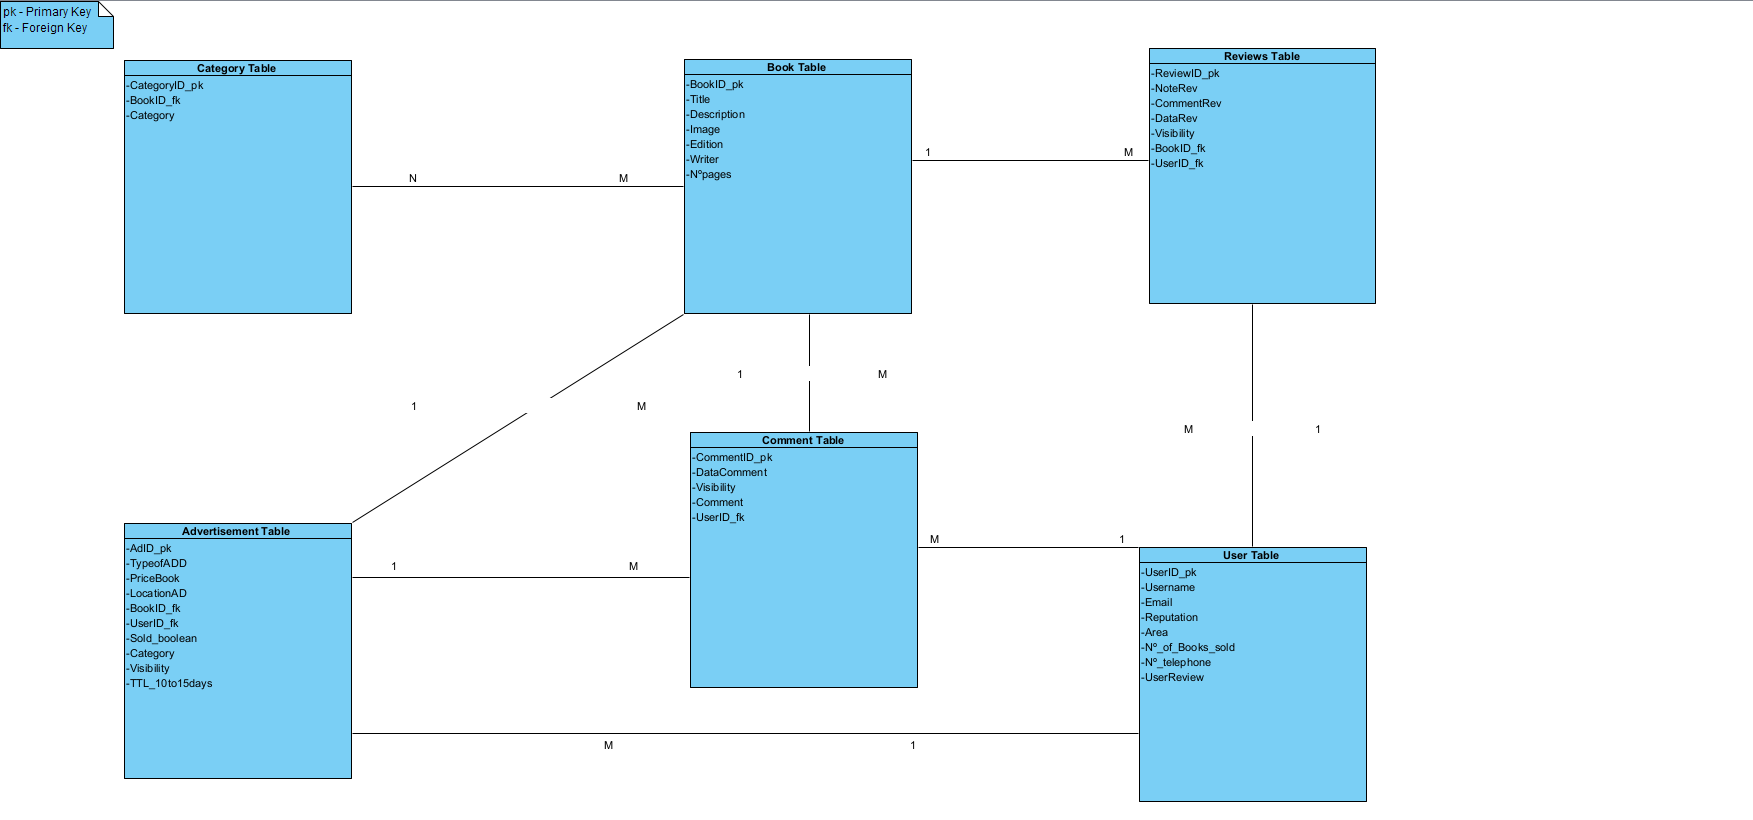 pk - Primary Key
fk - Foreign Key
Category Table
-CategoryID_pk
-BookID_fk
-Category
Book Table
-BookID_pk
-Title
-Description
-Image
-Edition
-Writer
-Nºpages
Reviews Table
-ReviewID_pk
-NoteRev
-CommentRev
-DataRev
-Visibility
-BookID_fk
-UserID_fk
N M
1 M
1 M
1 M
M 1
Comment Table
-CommentID_pk
-DataComment
-Visibility
-Comment
-UserID_fk
Advertisement Table
-AdID_pk
-TypeofADD
-PriceBook
-LocationAD
-BookID_fk
-UserID_fk
-Sold_boolean
-Category
-Visibility
-TTL_10to15days
1 M
M 1
User Table
-UserID_pk
-Username
-Email
-Reputation
-Area
-Nº_of_Books_sold
-Nº_telephone
-UserReview
M 1